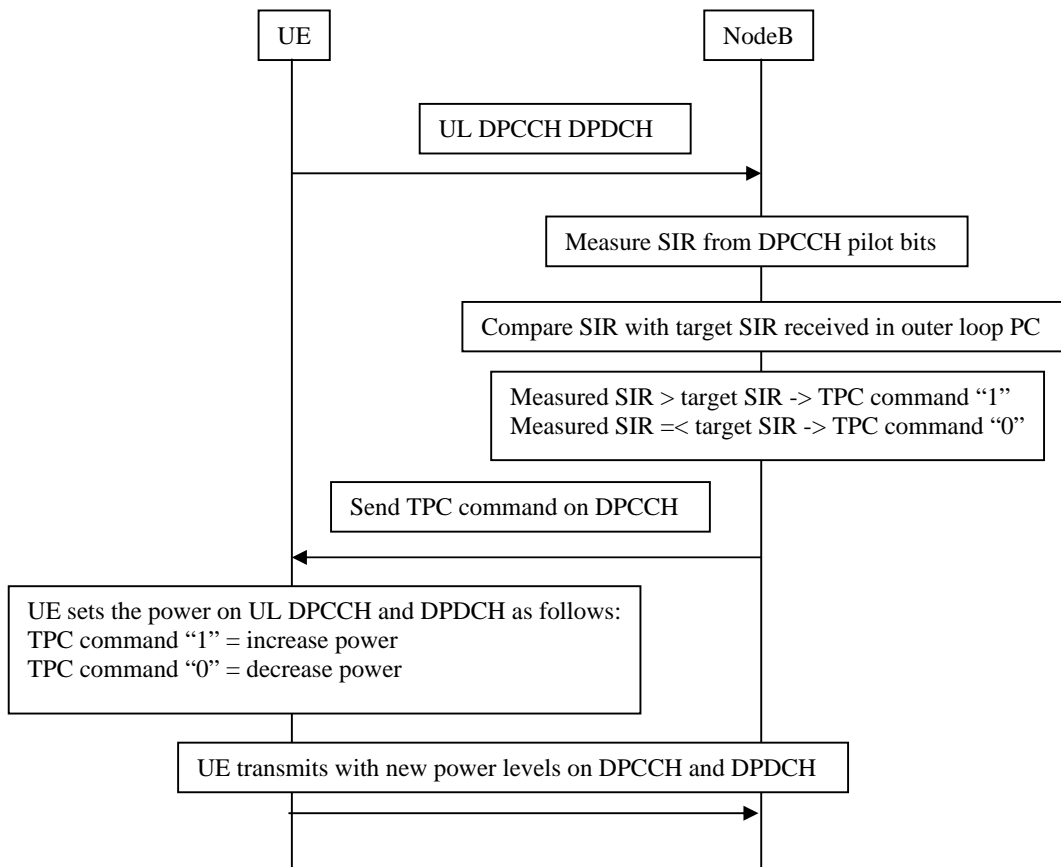 UE
NodeB
UL DPCCH DPDCH
Measure SIR from DPCCH pilot bits
Compare SIR with target SIR received in outer loop PC
Measured SIR > target SIR -> TPC command “1”
Measured SIR =< target SIR -> TPC command “0”
Send TPC command on DPCCH
UE sets the power on UL DPCCH and DPDCH as follows:
TPC command “1” = increase power
TPC command “0” = decrease power
UE transmits with new power levels on DPCCH and DPDCH